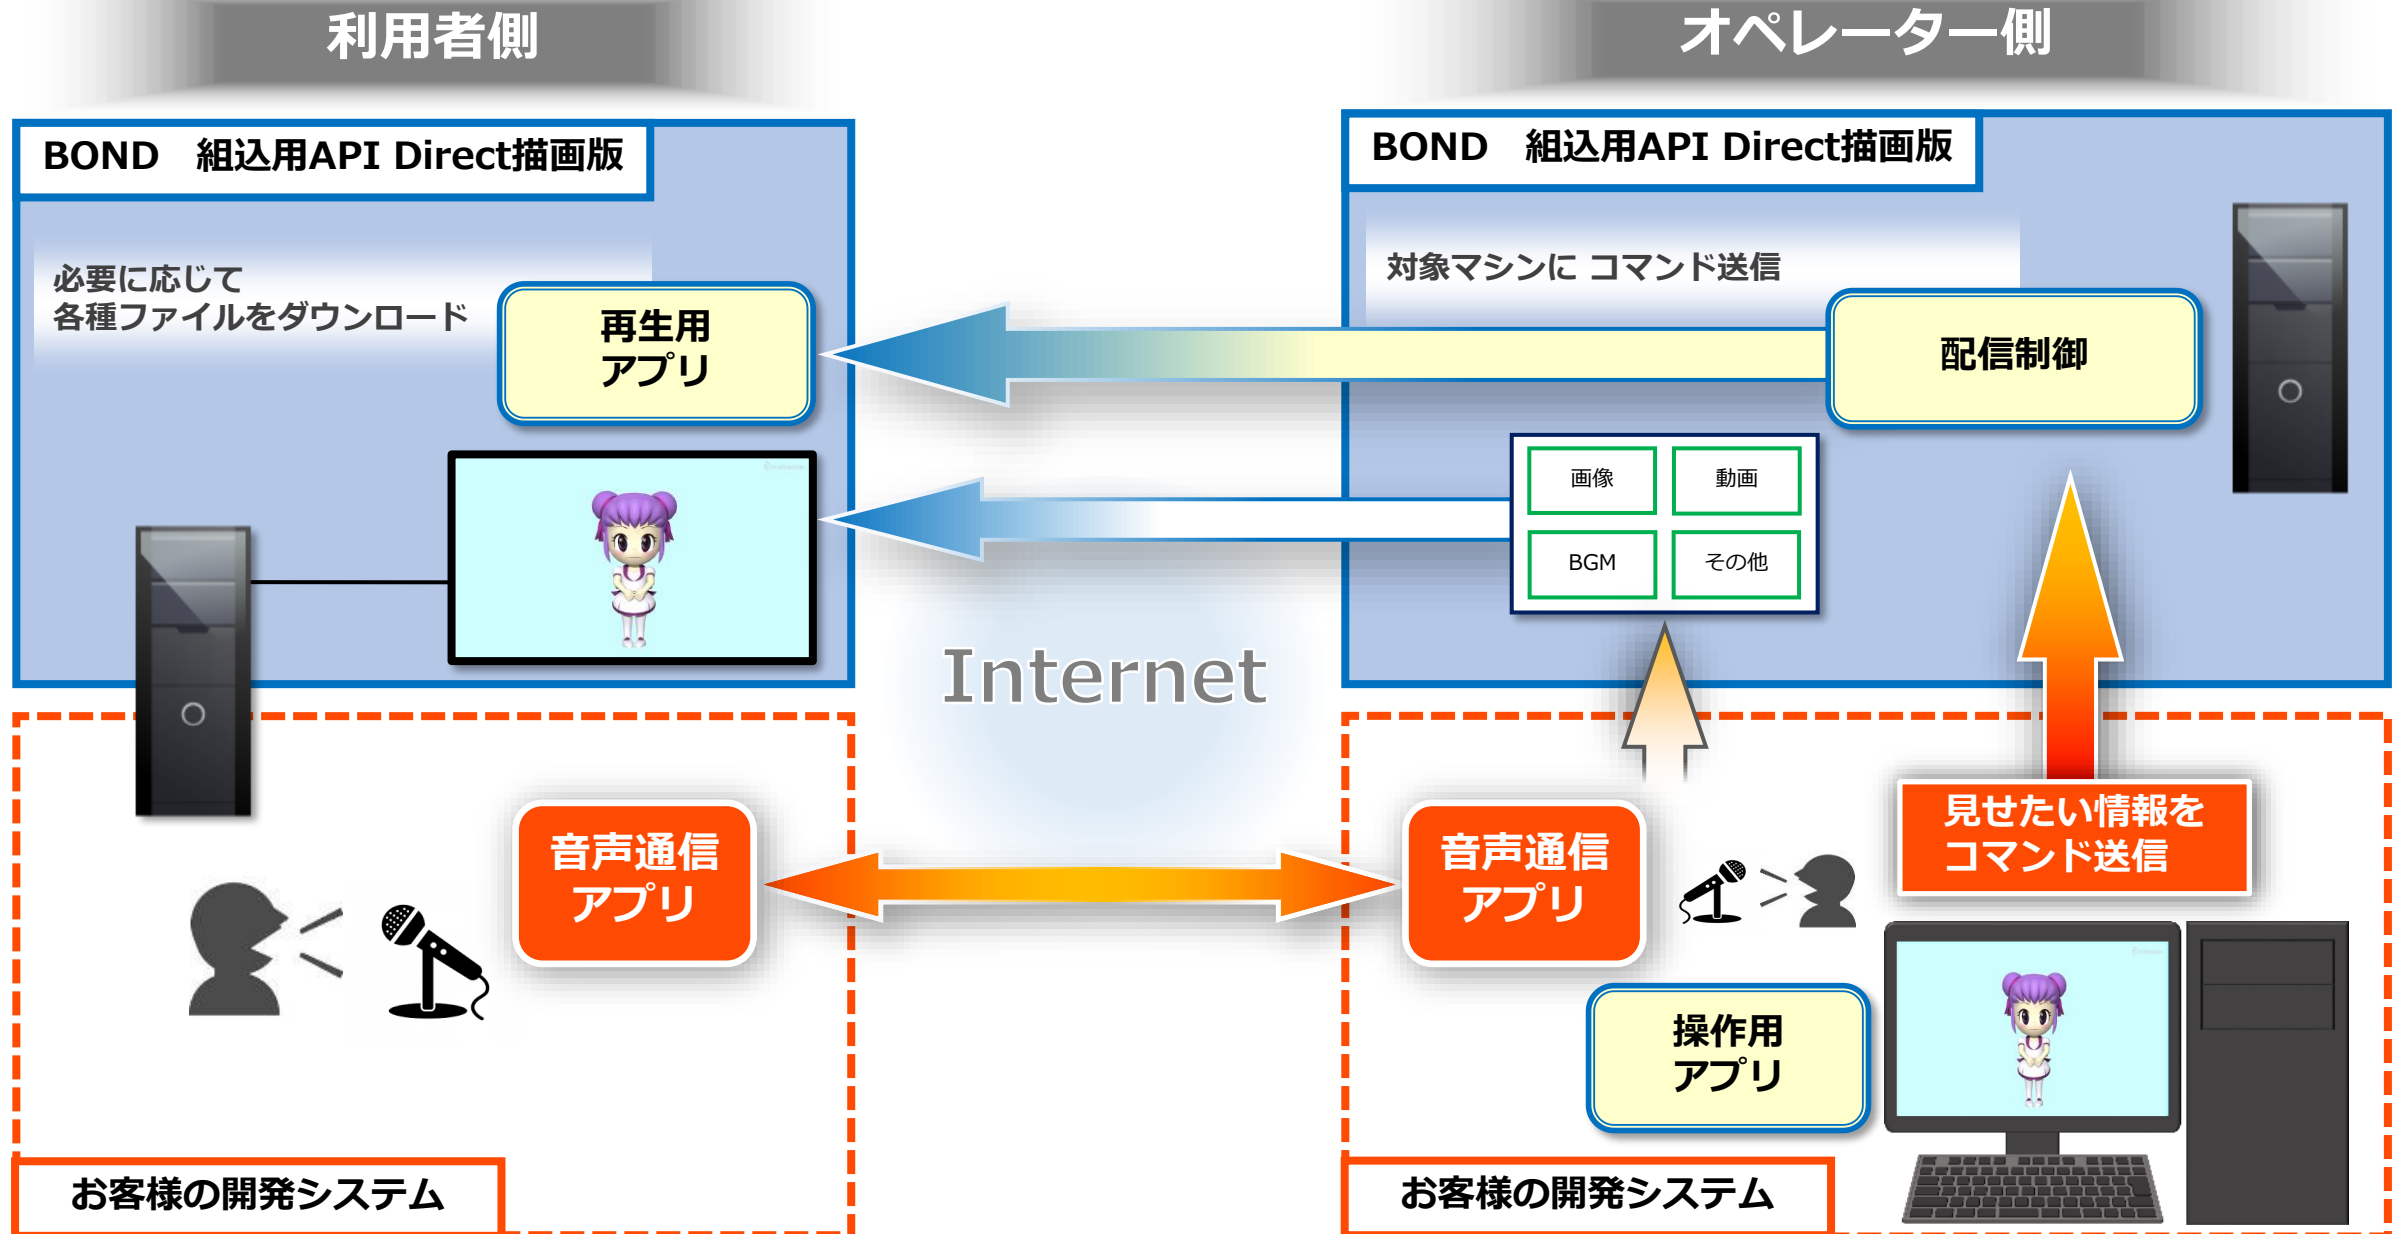 利用者側
オペレーター側
BOND　組込用API Direct描画版
必要に応じて
各種ファイルをダウンロード
再生用
アプリ
BOND　組込用API Direct描画版
対象マシンに コマンド送信
配信制御
画像
動画
BGM
その他
Internet
音声通信
アプリ
音声通信
アプリ
見せたい情報を
コマンド送信
操作用
アプリ
お客様の開発システム
お客様の開発システム